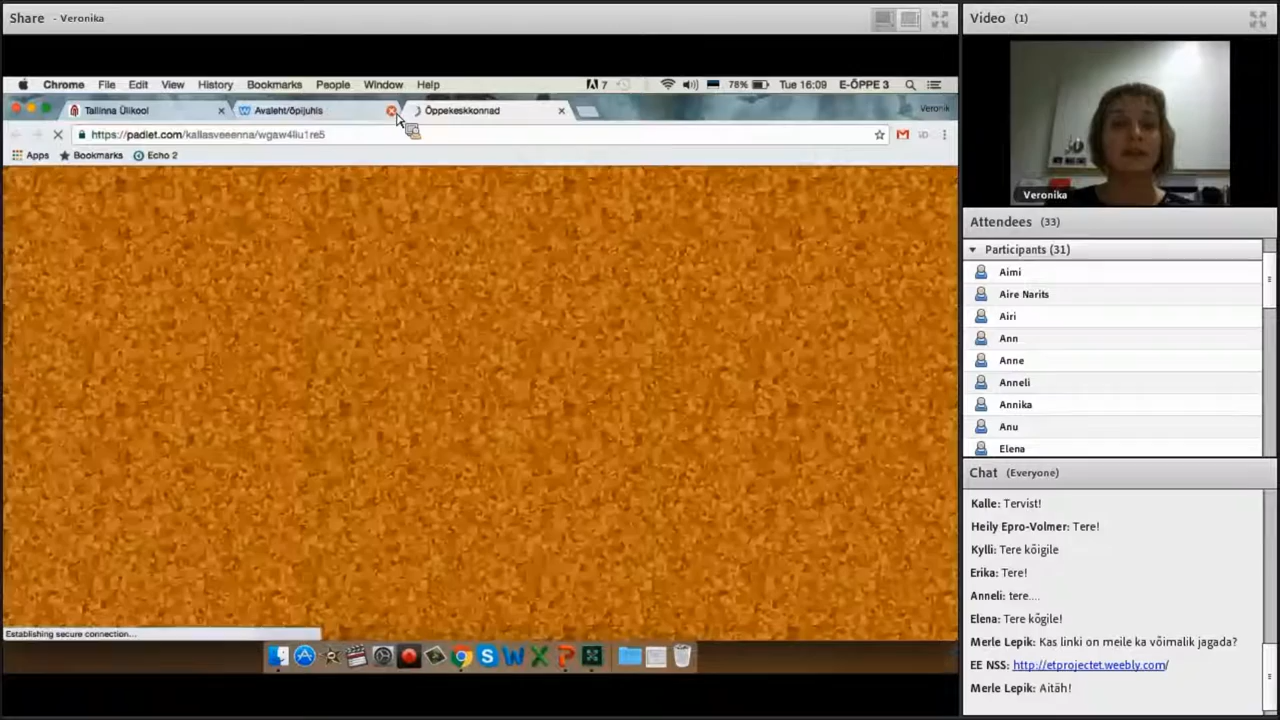 Share - Veronika
Chrome File Edit View History Bookmarks People Window Help
7 78% Tue 16:09 E-ÕPPE 3
Tallinna Ülikool
Avaleht/õpijuhis
Õppekeskkonnad
Veronik
https://padlet.com/kallasveeenna/wgaw4liu1re5
Apps Bookmarks Echo 2
Establishing secure connection...
Video (1)
Veronika
Attendees (33)
Participants (31)
Aimi
Aire Narits
Airi
Ann
Anne
Anneli
Annika
Anu
Elena
Chat (Everyone)
Kalle: Tervist!
Heily Epro-Volmer: Tere!
Kylli: Tere kõigile
Erika: Tere!
Anneli: tere....
Elena: Tere kõgile!
Merle Lepik: Kas linki on meile ka võimalik jagada?
EE NSS: http://etprojectet.weebly.com/
Merle Lepik: Aitäh!